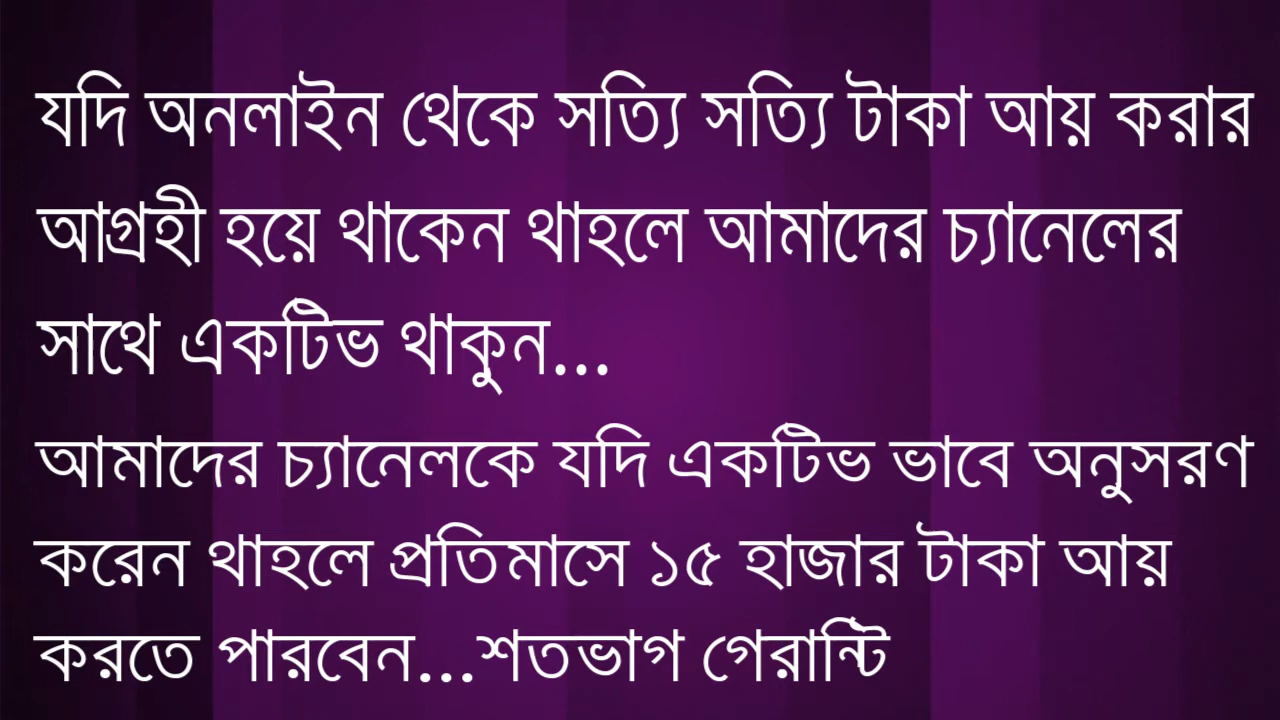 যদি অনলাইন থেকে সত্যি সত্যি টাকা আয় করার
আগ্রহী হয়ে থাকেন থাহলে আমাদের চ্যানেলের
সাথে একটিভ থাকুন...
আমাদের চ্যানেলকে যদি একটিভ ভাবে অনুসরণ
করেন থাহলে প্রতিমাসে ১৫ হাজার টাকা আয়
করতে পারবেন...শতভাগ গেরান্টি